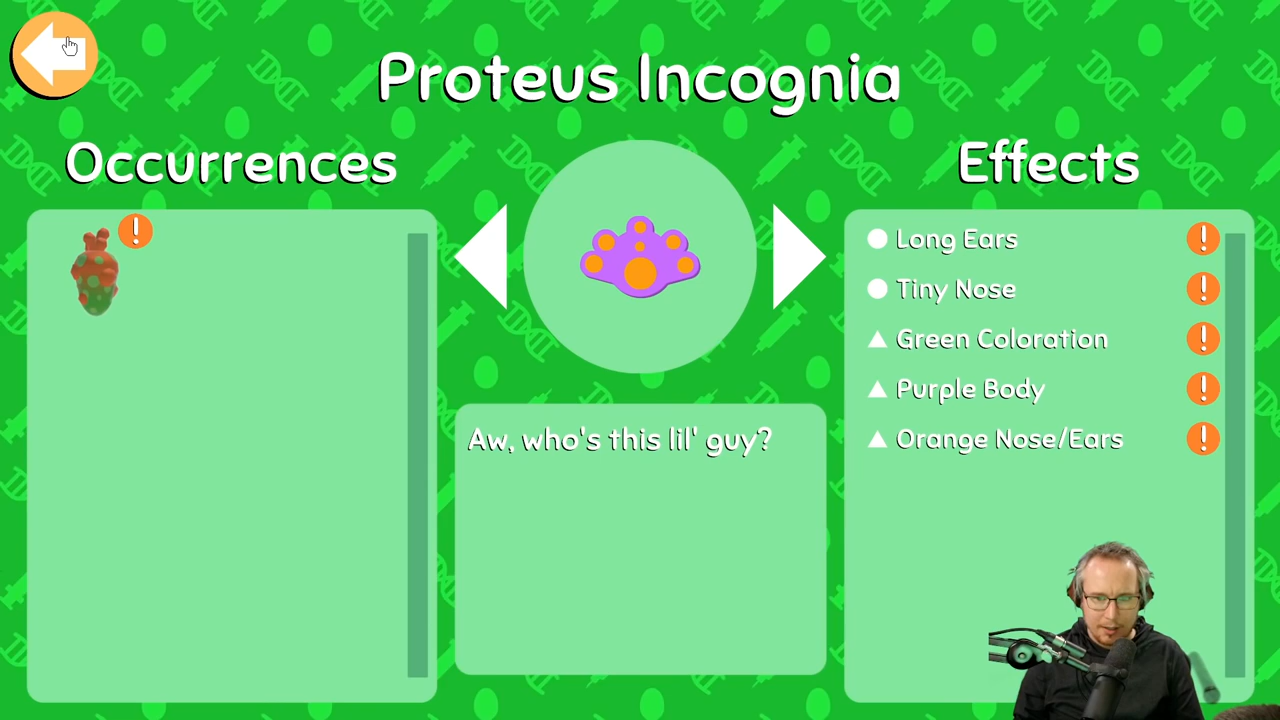 Proteus Incognia
Occurrences
!
Aw, who's this lil' guy?
Effects
Long Ears !
Tiny Nose !
Green Coloration !
Purple Body !
Orange Nose/Ears !